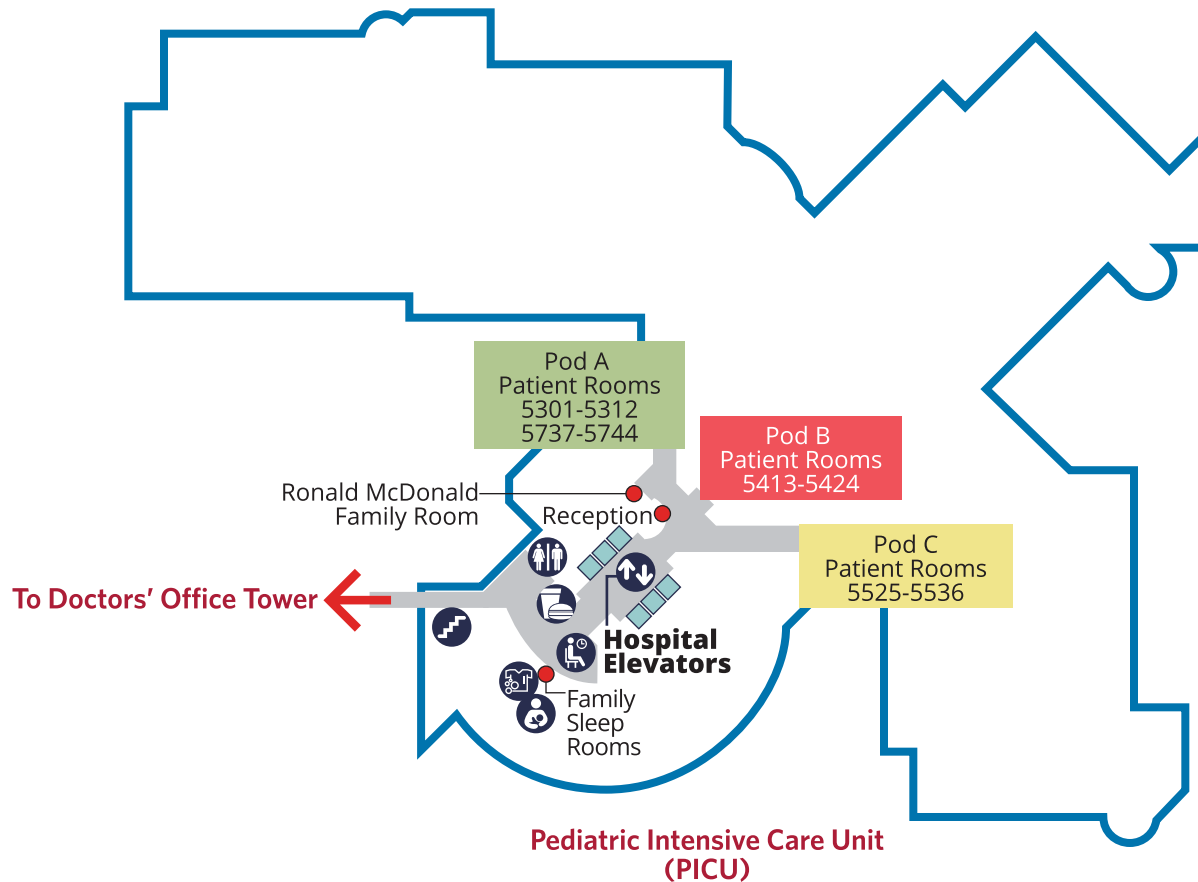 Pod A
Patient Rooms
5301-5312
5737-5744
Pod B
Patient Rooms
5413-5424
Ronald McDonald
Family Room
Reception
Pod C
Patient Rooms
5525-5536
To Doctors’ Office Tower
Hospital
Elevators
Family
Sleep
Rooms
Pediatric Intensive Care Unit
(PICU)